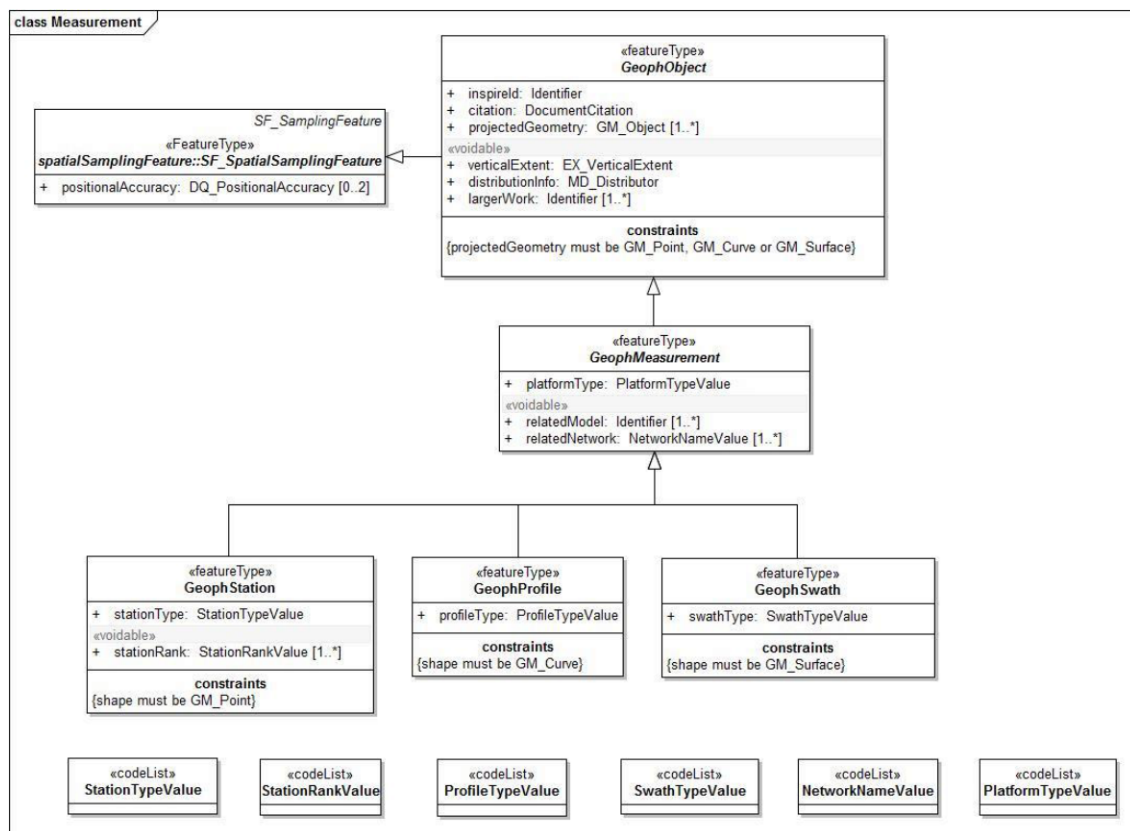 class Measurement
«featureType»
GeophObject
+ inspireId: Identifier
+ citation: DocumentCitation
+ projectedGeometry: GM_Object [1..*]
«voidable»
+ verticalExtent: EX_VerticalExtent
+ distributionInfo: MD_Distributor
+ largerWork: Identifier [1..*]
constraints
{projectedGeometry must be GM_Point, GM_Curve or GM_Surface}
SF_SamplingFeature
«FeatureType»
spatialSamplingFeature::SF_SpatialSamplingFeature
+ positionalAccuracy: DQ_PositionalAccuracy [0..2]
«featureType»
GeophMeasurement
+ platformType: PlatformTypeValue
«voidable»
+ relatedModel: Identifier [1..*]
+ relatedNetwork: NetworkNameValue [1..*]
«featureType»
GeophStation
+ stationType: StationTypeValue
«voidable»
+ stationRank: StationRankValue [1..*]
constraints
{shape must be GM_Point}
«featureType»
GeophProfile
+ profileType: ProfileTypeValue
constraints
{shape must be GM_Curve}
«featureType»
GeophSwath
+ swathType: SwathTypeValue
constraints
{shape must be GM_Surface}
«codeList»
StationTypeValue
«codeList»
StationRankValue
«codeList»
ProfileTypeValue
«codeList»
SwathTypeValue
«codeList»
NetworkNameValue
«codeList»
PlatformTypeValue